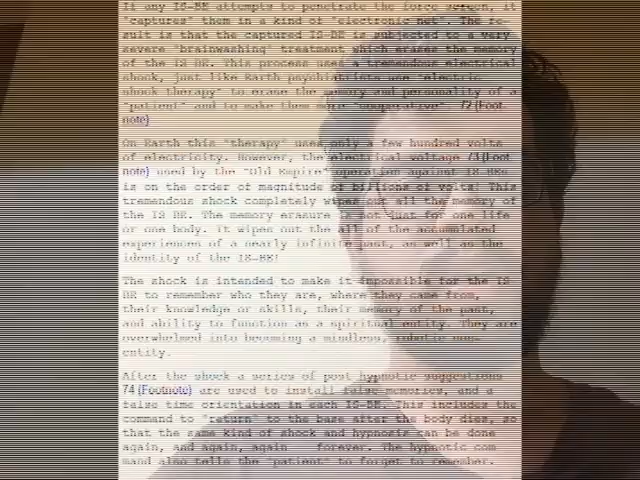 If any IS-BE attempts to penetrate the force screen, it
"captures" them in a kind of "electronic net". The re-
sult is that the captured IS-BE is subjected to a very
severe "brainwashing" treatment which erases the memory
of the IS-BE. This process uses a tremendous electrical
shock, just like Earth psychiatrists use "electric
shock therapy" to erase the memory and personality of a
"patient" and to make them more "cooperative". 72 (Foot-
note)
On Earth this "therapy" uses only a few hundred volts
of electricity. However, the electrical voltage 73 (Foot-
note) used by the "Old Empire" operation against IS-BEs
is on the order of magnitude of billions of volts! This
tremendous shock completely wipes out all the memory of
the IS-BE. The memory erasure is not just for one life
or one body. It wipes out the all of the accumulated
experiences of a nearly infinite past, as well as the
identity of the IS-BE!
The shock is intended to make it impossible for the IS-
BE to remember who they are, where they came from,
their knowledge or skills, their memory of the past,
and ability to function as a spiritual entity. They are
overwhelmed into becoming a mindless, robotic non-
entity.
After the shock a series of post hypnotic suggestions
74 (Footnote) are used to install false memories, and a
false time orientation in each IS-BE. This includes the
command to "return" to the base after the body dies, so
that the same kind of shock and hypnosis can be done
again, and again, again -- forever. The hypnotic com-
mand also tells the "patient" to forget to remember.